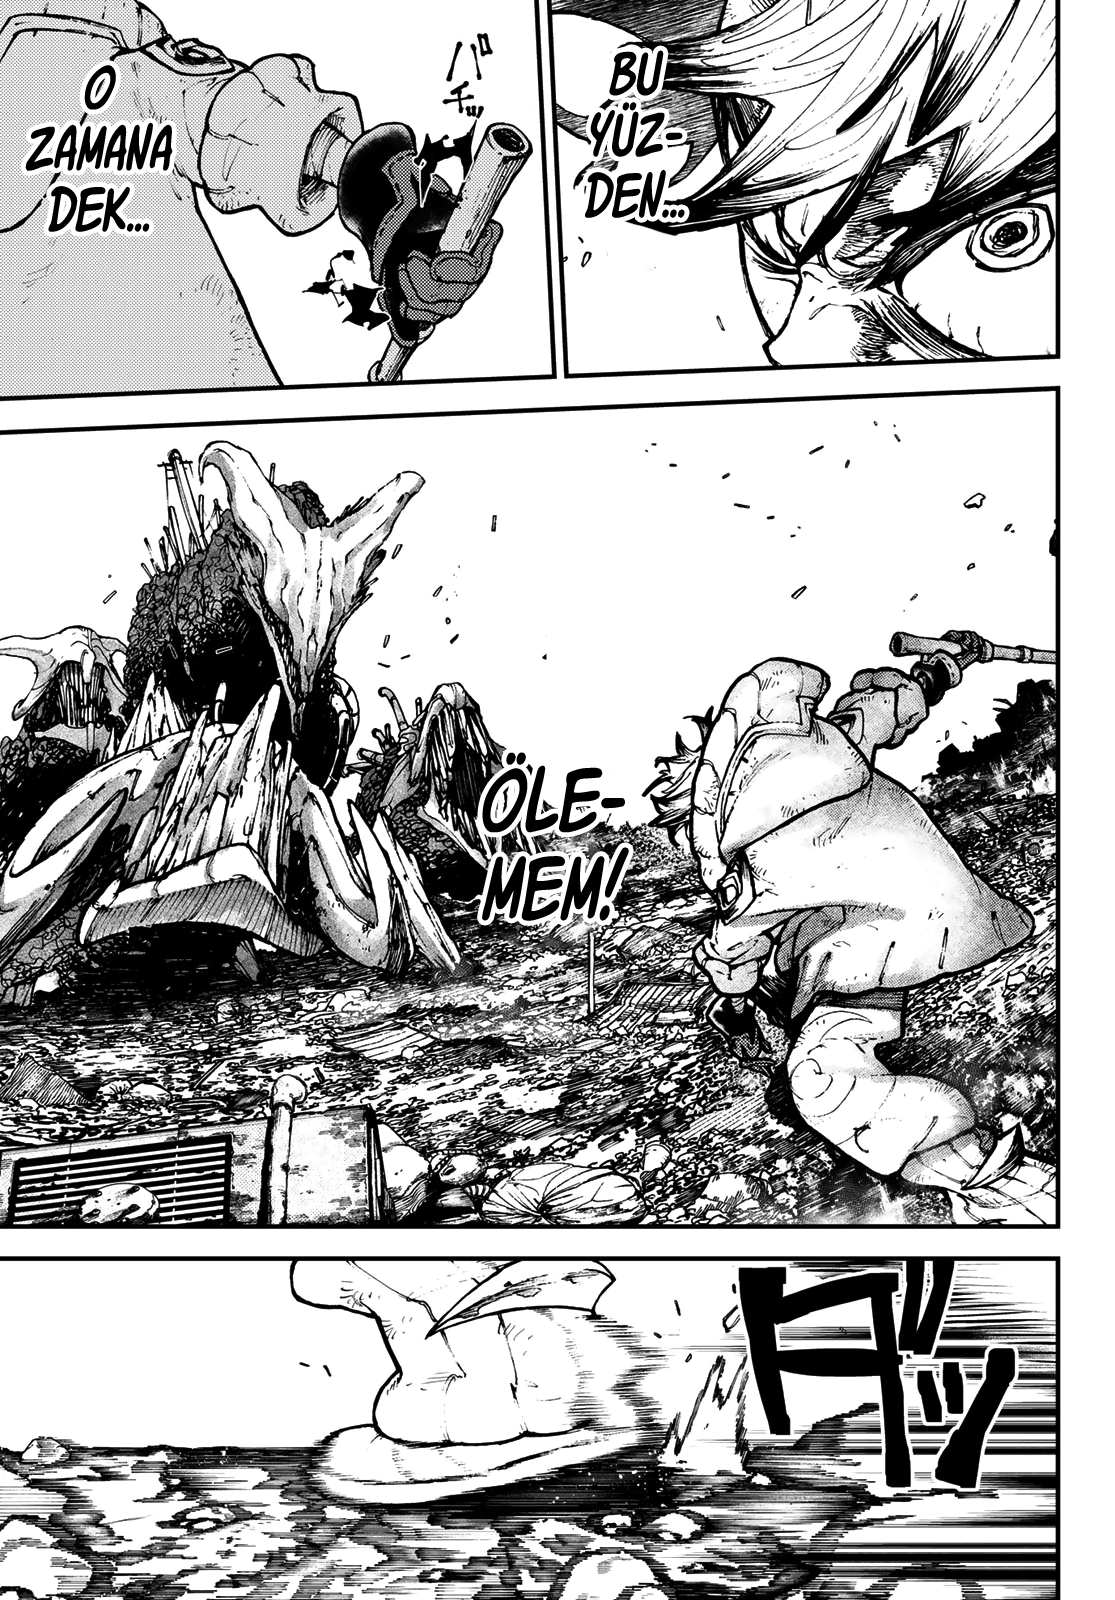 BU
YÜZ-
DEN...
パチッ
O
ZAMANA
DEK...
ÖLE-
MEM!
ダッ